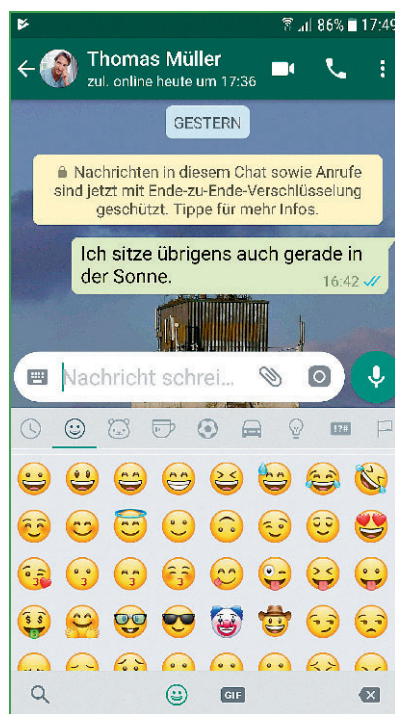 86% 17:49
Thomas Müller
zul. online heute um 17:36
GESTERN
Nachrichten in diesem Chat sowie Anrufe
sind jetzt mit Ende-zu-Ende-Verschlüsselung
geschützt. Tippe für mehr Infos.
Ich sitze übrigens auch gerade in
der Sonne.
16:42
Nachricht schrei...
!?#
GIF